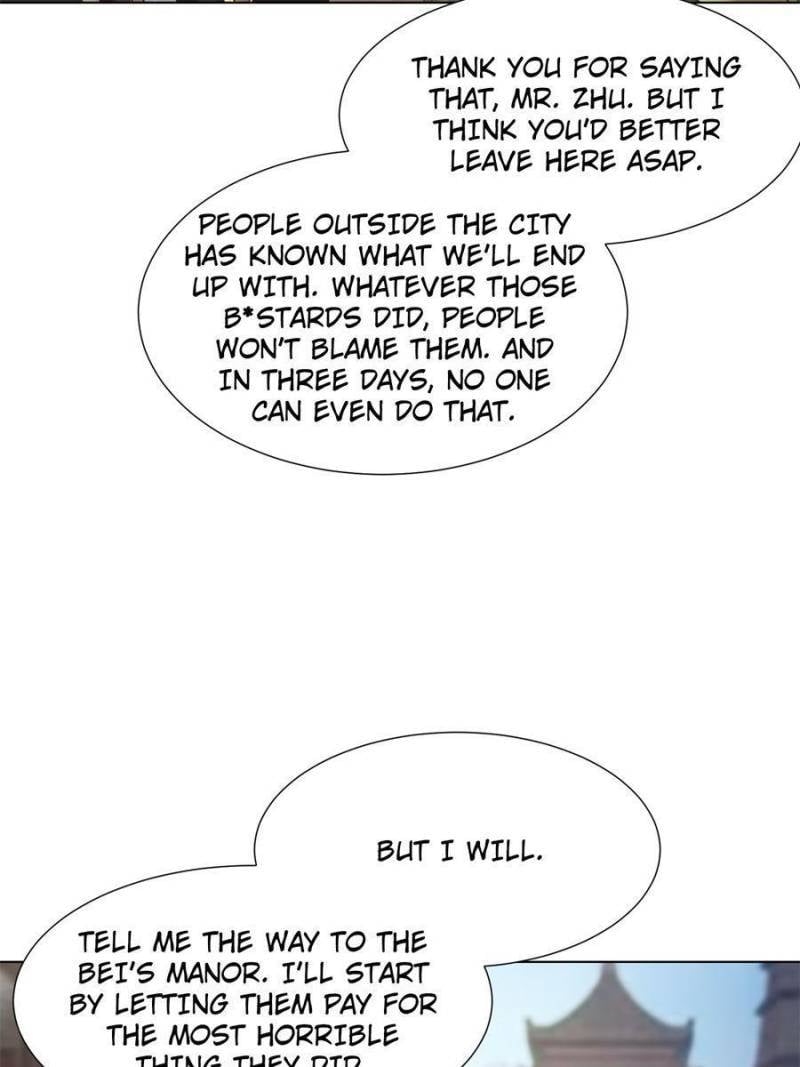 THANK YOU FOR SAYING
THAT, MR. ZHU. BUT I
THINK YOU'D BETTER
LEAVE HERE ASAP.
PEOPLE OUTSIDE THE CITY
HAS KNOWN WHAT WE'LL END
UP WITH. WHATEVER THOSE
B*STARDS DID, PEOPLE
WON'T BLAME THEM. AND
IN THREE DAYS, NO ONE
CAN EVEN DO THAT.
BUT I WILL.
TELL ME THE WAY TO THE
BEI'S MANOR. I'LL START
BY LETTING THEM PAY FOR
THE MOST HORRIBLE
THING THEY DID